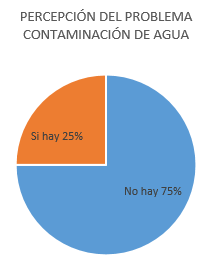 PERCEPCIÓN DEL PROBLEMA
CONTAMINACIÓN DE AGUA
Si hay 25%
No hay 75%